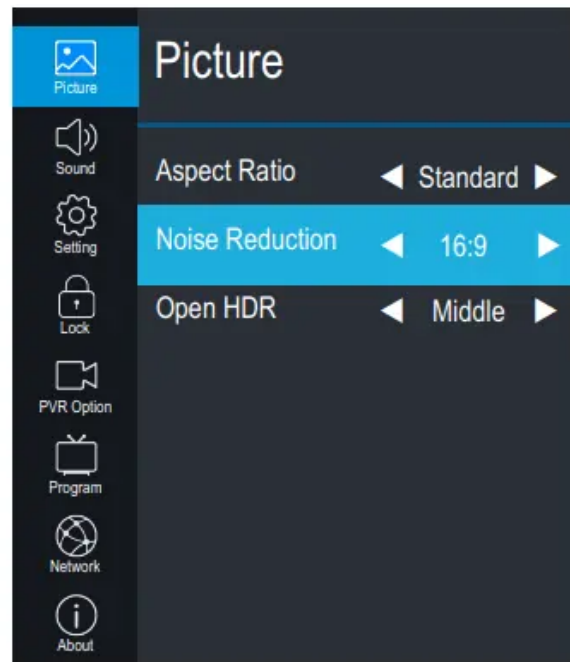 Picture
Picture
Sound
Aspect Ratio Standard
Setting
Noise Reduction 16:9
Lock
Open HDR Middle
PVR Option
Program
Network
About